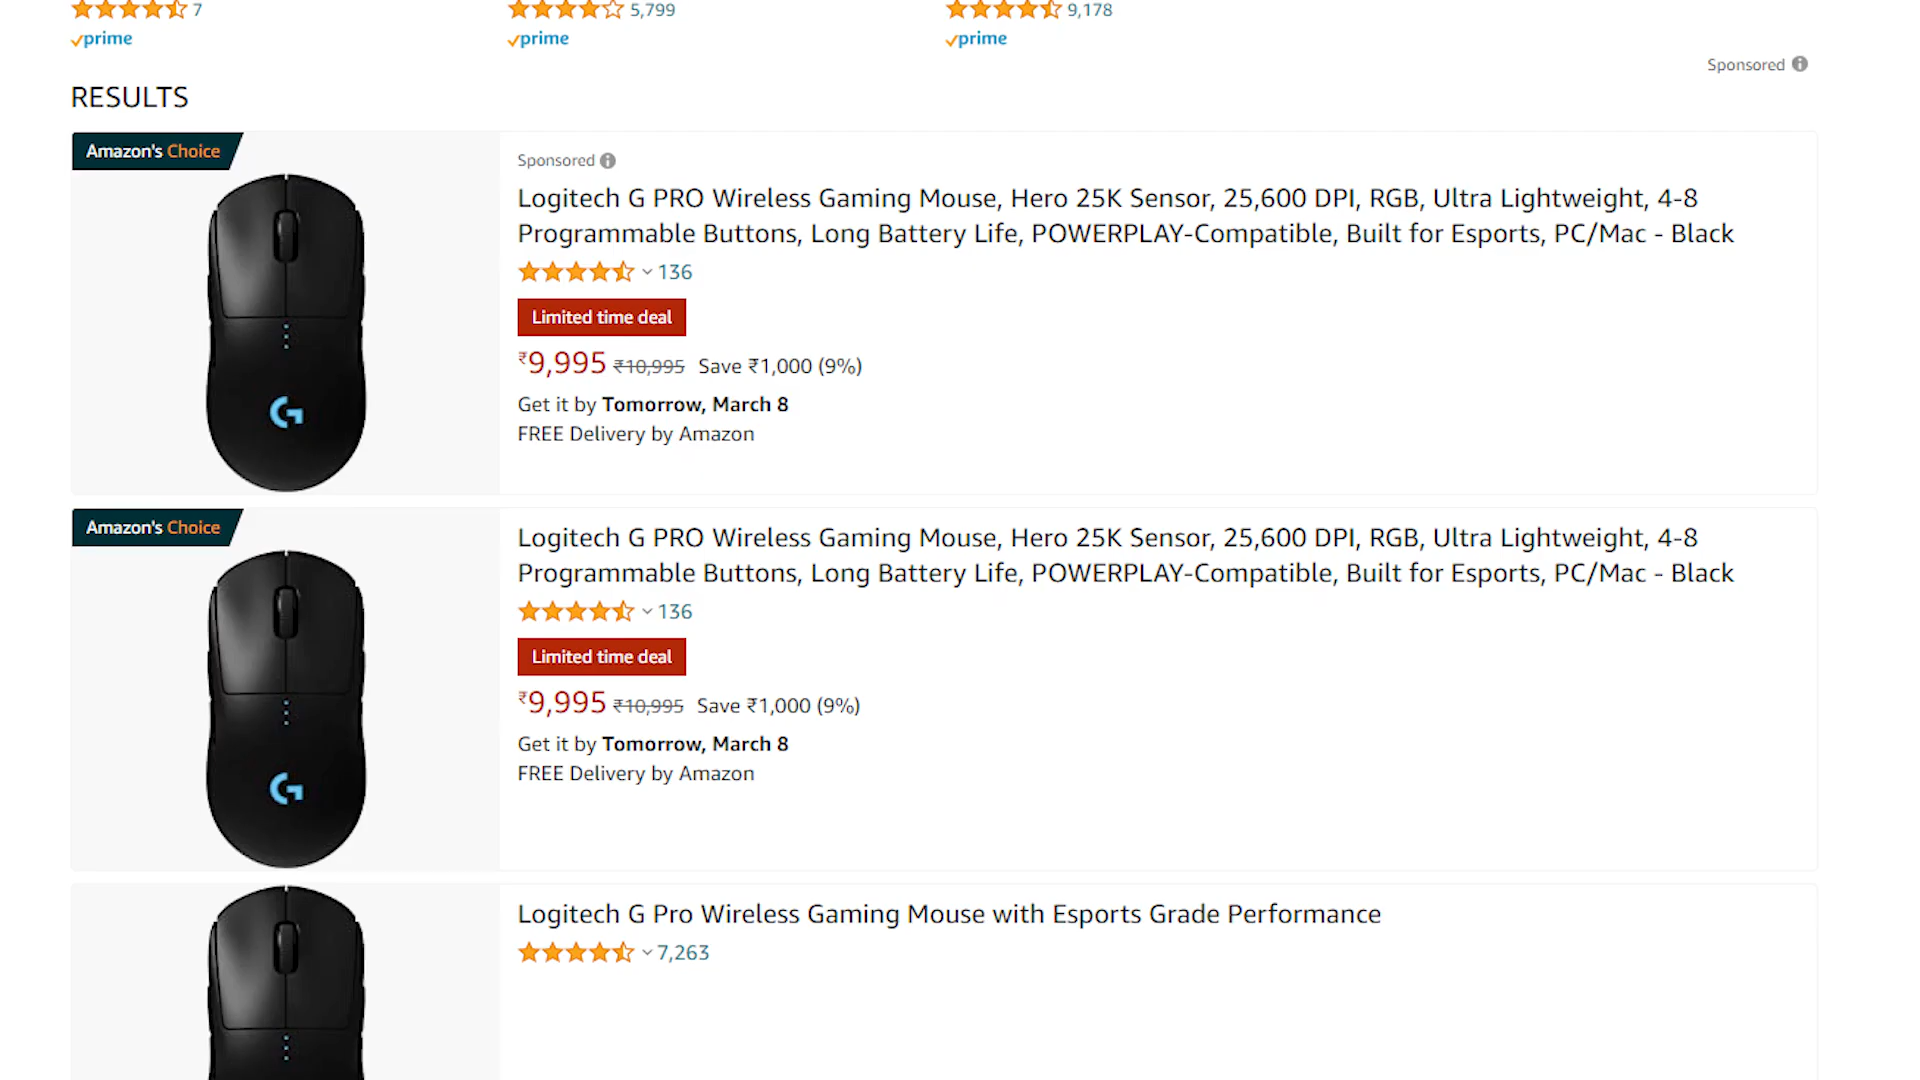 7
5,799
9,178
prime
prime
prime
Sponsored
RESULTS
Amazon's Choice
Sponsored
Logitech G PRO Wireless Gaming Mouse, Hero 25K Sensor, 25,600 DPI, RGB, Ultra Lightweight, 4-8
Programmable Buttons, Long Battery Life, POWERPLAY-Compatible, Built for Esports, PC/Mac - Black
136
Limited time deal
₹9,995 ₹10,995 Save ₹1,000 (9%)
Get it by Tomorrow, March 8
FREE Delivery by Amazon
Amazon's Choice
Logitech G PRO Wireless Gaming Mouse, Hero 25K Sensor, 25,600 DPI, RGB, Ultra Lightweight, 4-8
Programmable Buttons, Long Battery Life, POWERPLAY-Compatible, Built for Esports, PC/Mac - Black
136
Limited time deal
₹9,995 ₹10,995 Save ₹1,000 (9%)
Get it by Tomorrow, March 8
FREE Delivery by Amazon
Logitech G Pro Wireless Gaming Mouse with Esports Grade Performance
7,263